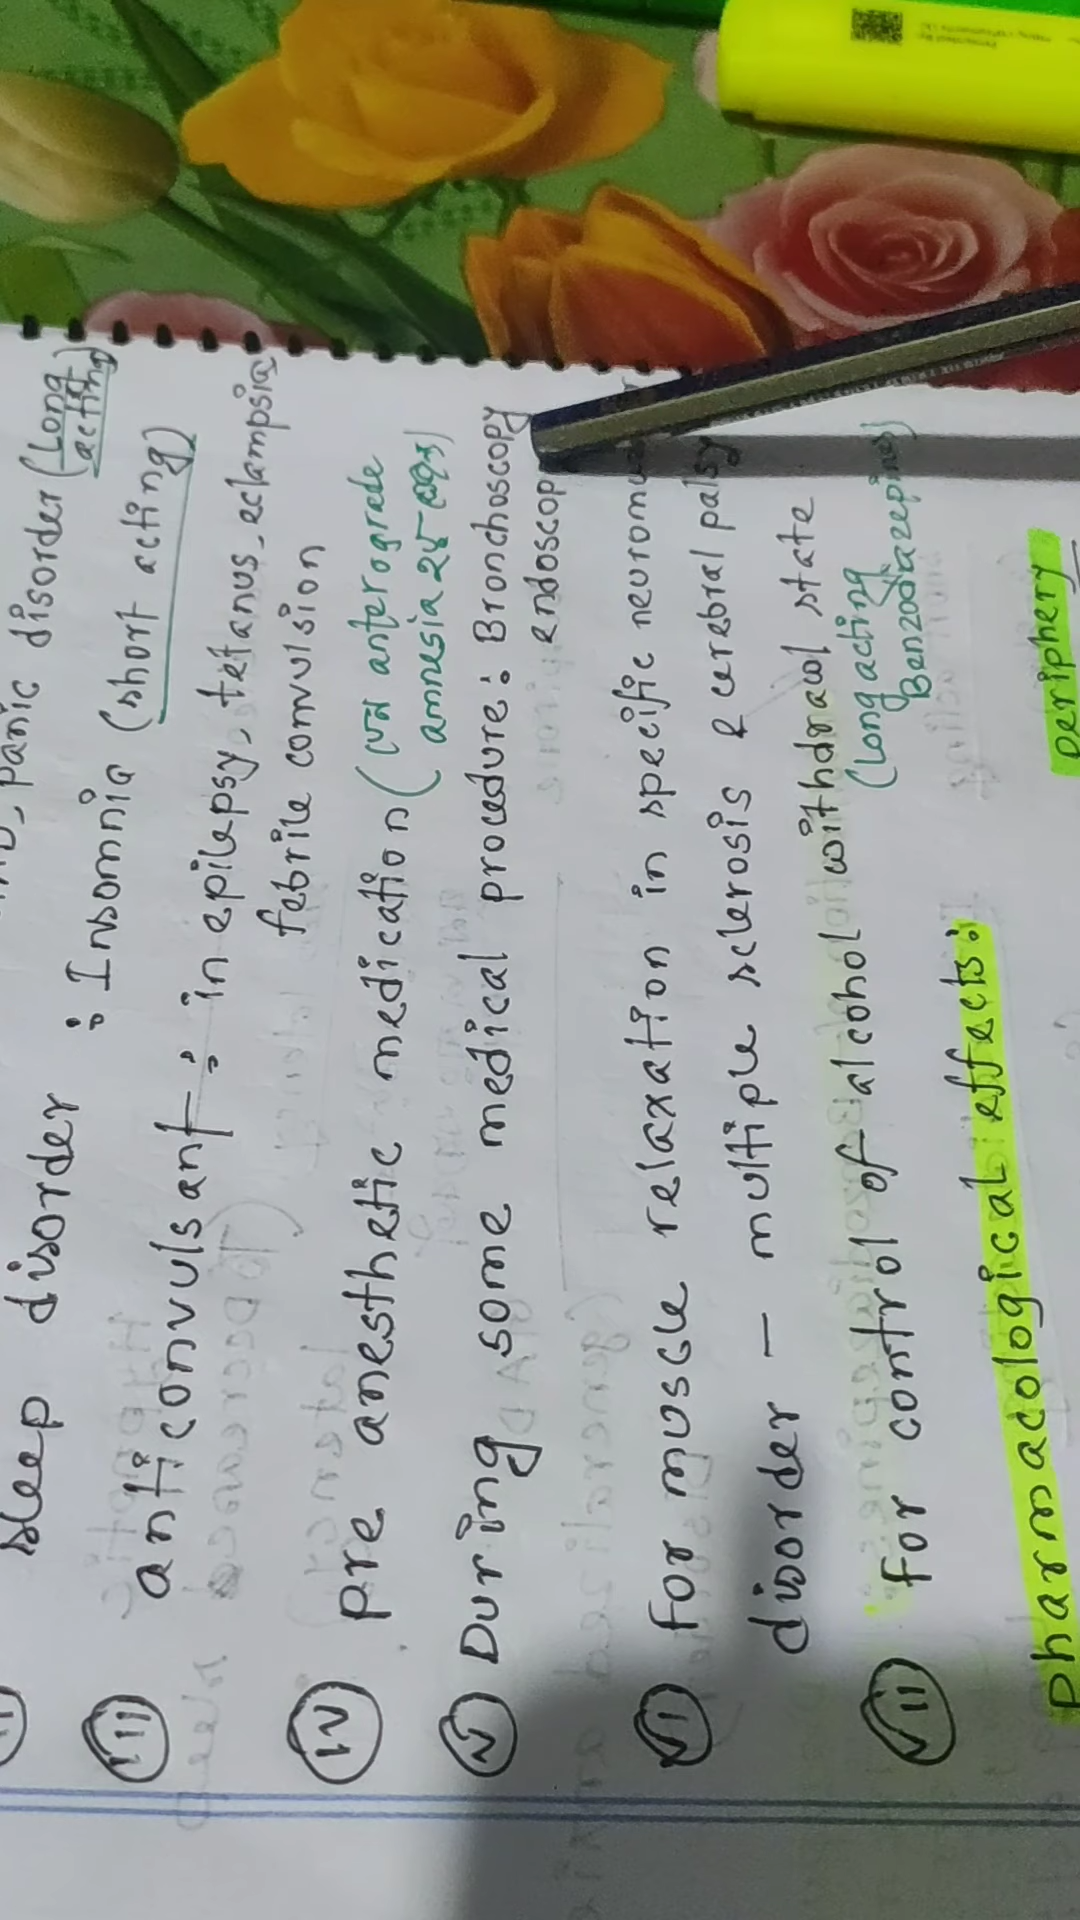 Panic disorder (Long acting)
ii) sleep disorder : Insomnia (short acting)
iii) anticonvulsant : in epilepsy, tetanus, eclampsia
febrile convulsion
iv) Pre anesthetic medication (যেন anterograde
amnesia
v) During some medical procedure : Bronchoscopy
endoscopy
vi) For muscle relaxation in specific
disorder — multiple sclerosis & cerebral palsy
vii) For control of alcohol withdrawl state
(Long acting
Benzodiazepines)
Pharmacological effects :
Periphery